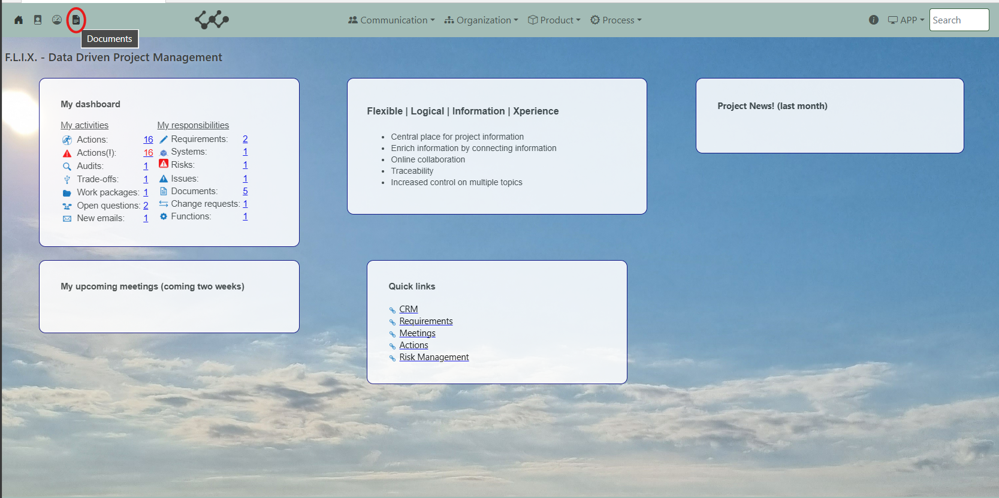 Communication Organization Product Process APP Search
Documents
F.L.I.X. - Data Driven Project Management
My dashboard
My activities
Actions: 16
Actions(!): 16
Audits: 1
Trade-offs: 1
Work packages: 1
Open questions: 2
New emails: 1
My responsibilities
Requirements: 2
Systems: 1
Risks: 1
Issues: 1
Documents: 5
Change requests: 1
Functions: 1
Flexible | Logical | Information | Xperience
• Central place for project information
• Enrich information by connecting information
• Online collaboration
• Traceability
• Increased control on multiple topics
Project News! (last month)
My upcoming meetings (coming two weeks)
Quick links
CRM
Requirements
Meetings
Actions
Risk Management